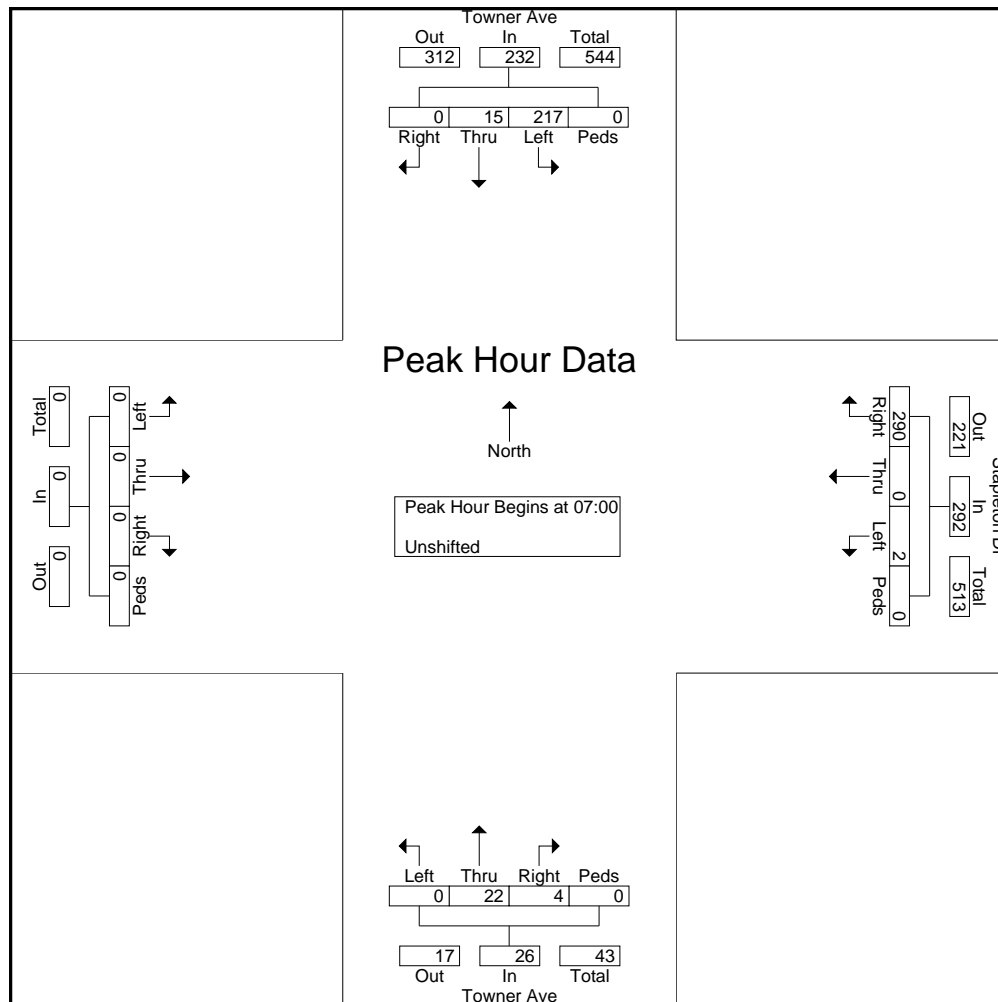 Towner Ave
Out In Total
312 232 544
0 15 217 0
Right Thru Left Peds
Peak Hour Data
North
Peak Hour Begins at 07:00
Unshifted
Total In Out
0 0 0
0 0 0 0
Left Thru Right Peds
Right Thru Left Peds
290 0 2 0
Out In Total
221 292 513
Left Thru Right Peds
0 22 4 0
17 26 43
Out In Total
Towner Ave